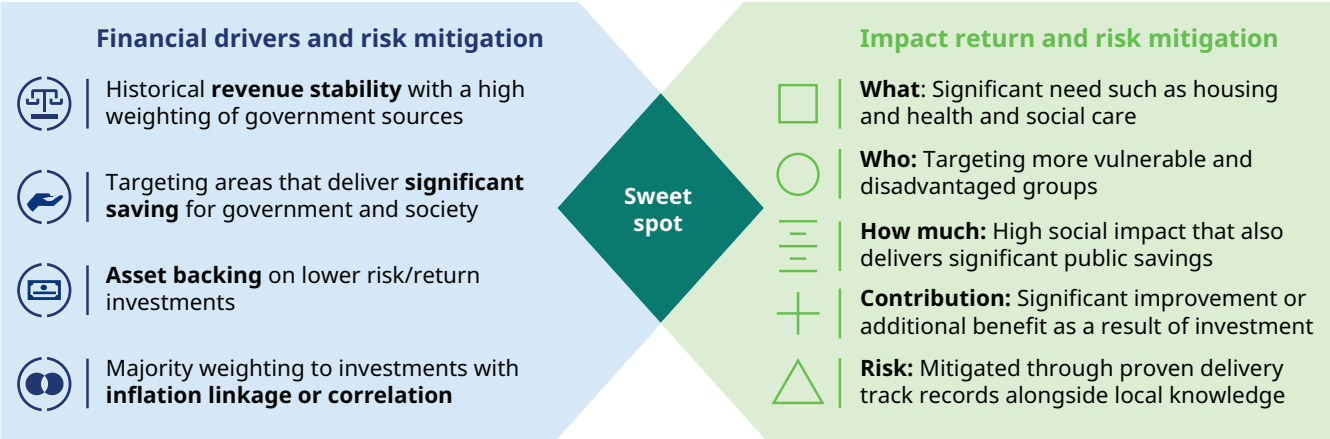 Financial drivers and risk mitigation
Historical revenue stability with a high
weighting of government sources
Targeting areas that deliver significant
saving for government and society
Asset backing on lower risk/return
investments
Majority weighting to investments with
inflation linkage or correlation
Sweet
spot
Impact return and risk mitigation
What: Significant need such as housing
and health and social care
Who: Targeting more vulnerable and
disadvantaged groups
How much: High social impact that also
delivers significant public savings
Contribution: Significant improvement or
additional benefit as a result of investment
Risk: Mitigated through proven delivery
track records alongside local knowledge